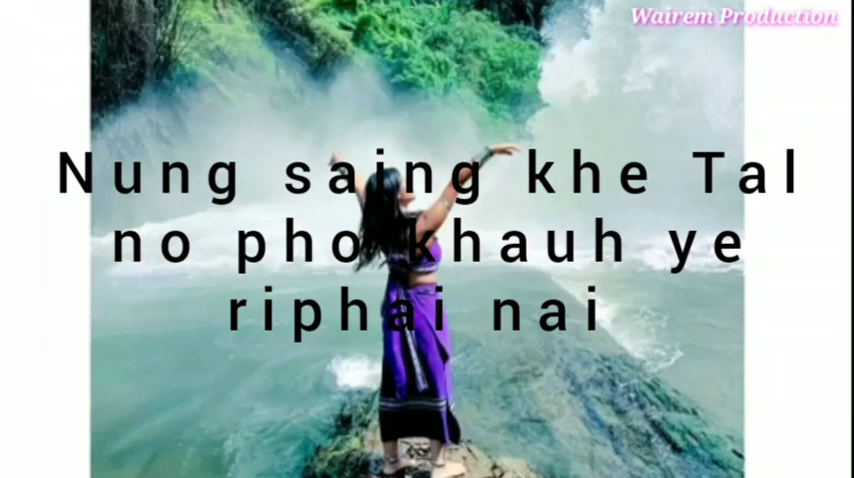 Wairem Production
Nung saing khe Tal
no pho khauh ye
riphai nai